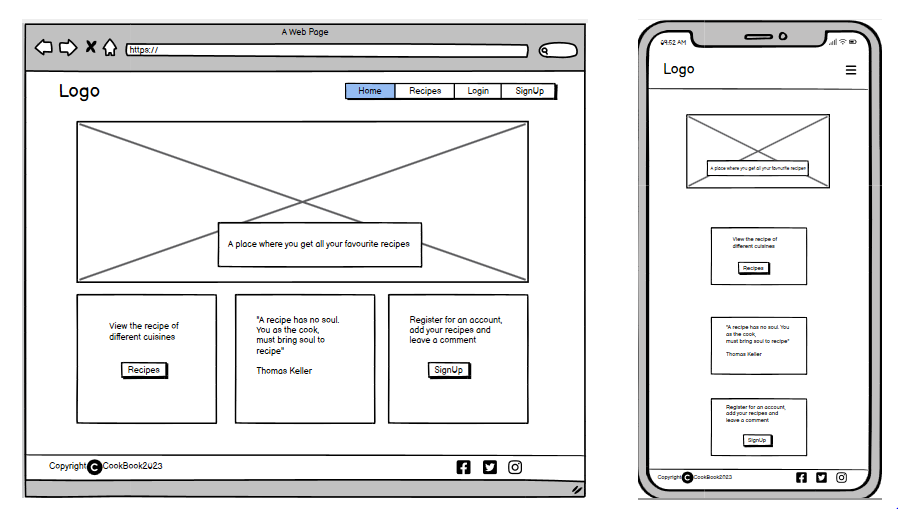 A Web Page
https://
Logo
Home Recipes Login SignUp
A place where you get all your favourite recipes
View the recipe of
different cuisines
Recipes
"A recipe has no soul.
You as the cook,
must bring soul to
recipe"
Thomas Keller
Register for an account,
add your recipes and
leave a comment
SignUp
Copyright C CookBook2023
09:52 AM
Logo
A place where you get all your favourite recipes
View the recipe of
different cuisines
Recipes
"A recipe has no soul. You
as the cook,
must bring soul to recipe"
Thomas Keller
Register for an account,
add your recipes and
leave a comment
SignUp
Copyright C CookBook2023